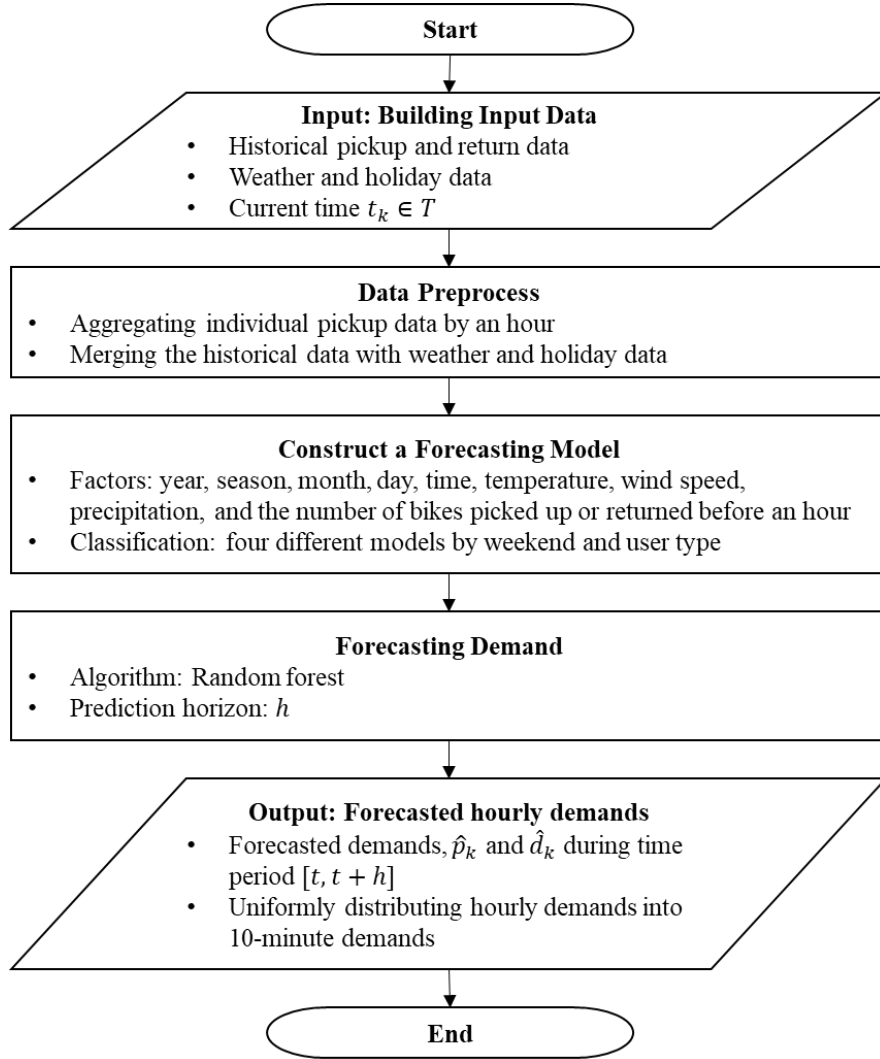 Start
Input: Building Input Data
• Historical pickup and return data
• Weather and holiday data
• Current time $t_k \in T$
Data Preprocess
• Aggregating individual pickup data by an hour
• Merging the historical data with weather and holiday data
Construct a Forecasting Model
• Factors: year, season, month, day, time, temperature, wind speed,
precipitation, and the number of bikes picked up or returned before an hour
• Classification: four different models by weekend and user type
Forecasting Demand
• Algorithm: Random forest
• Prediction horizon: $h$
Output: Forecasted hourly demands
• Forecasted demands, $\hat{p}_k$ and $\hat{d}_k$ during time
period $[t, t + h]$
• Uniformly distributing hourly demands into
10-minute demands
End